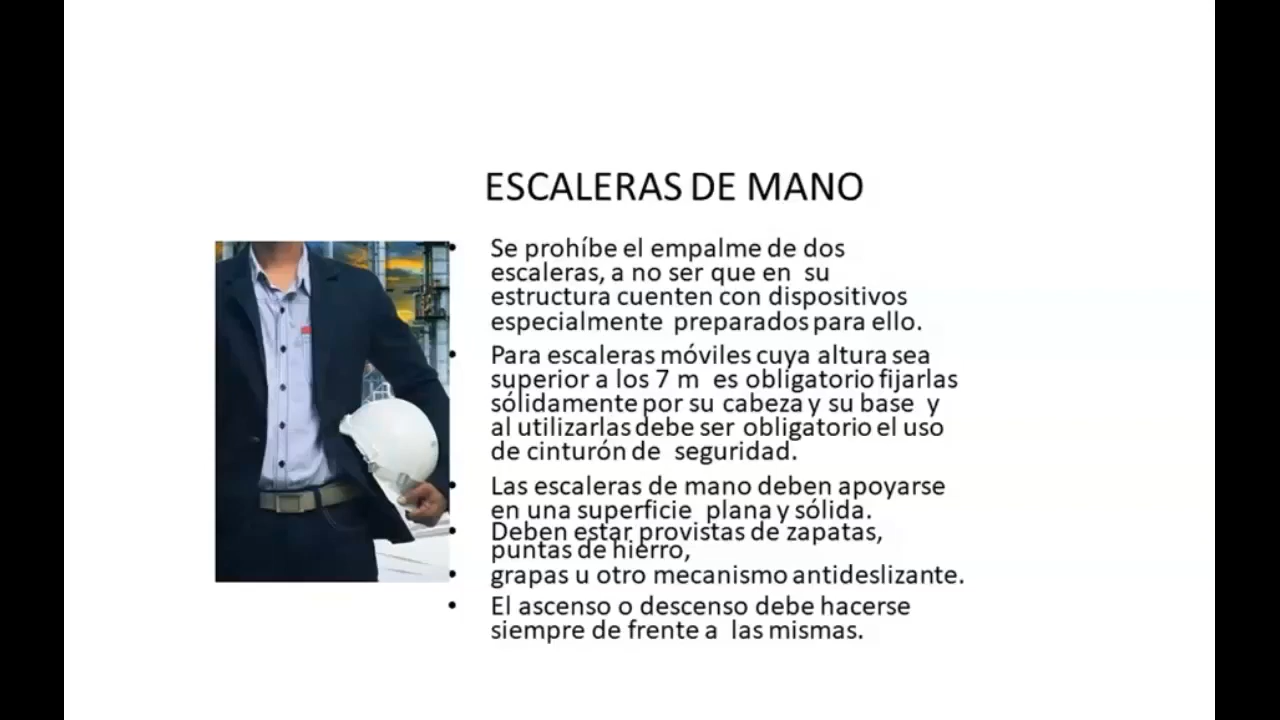 ESCALERAS DE MANO
• Se prohíbe el empalme de dos
escaleras, a no ser que en su
estructura cuenten con dispositivos
especialmente preparados para ello.
• Para escaleras móviles cuya altura sea
superior a los 7 m es obligatorio fijarlas
sólidamente por su cabeza y su base y
al utilizarlas debe ser obligatorio el uso
de cinturón de seguridad.
• Las escaleras de mano deben apoyarse
en una superficie plana y sólida.
• Deben estar provistas de zapatas,
puntas de hierro,
• grapas u otro mecanismo antideslizante.
• El ascenso o descenso debe hacerse
siempre de frente a las mismas.